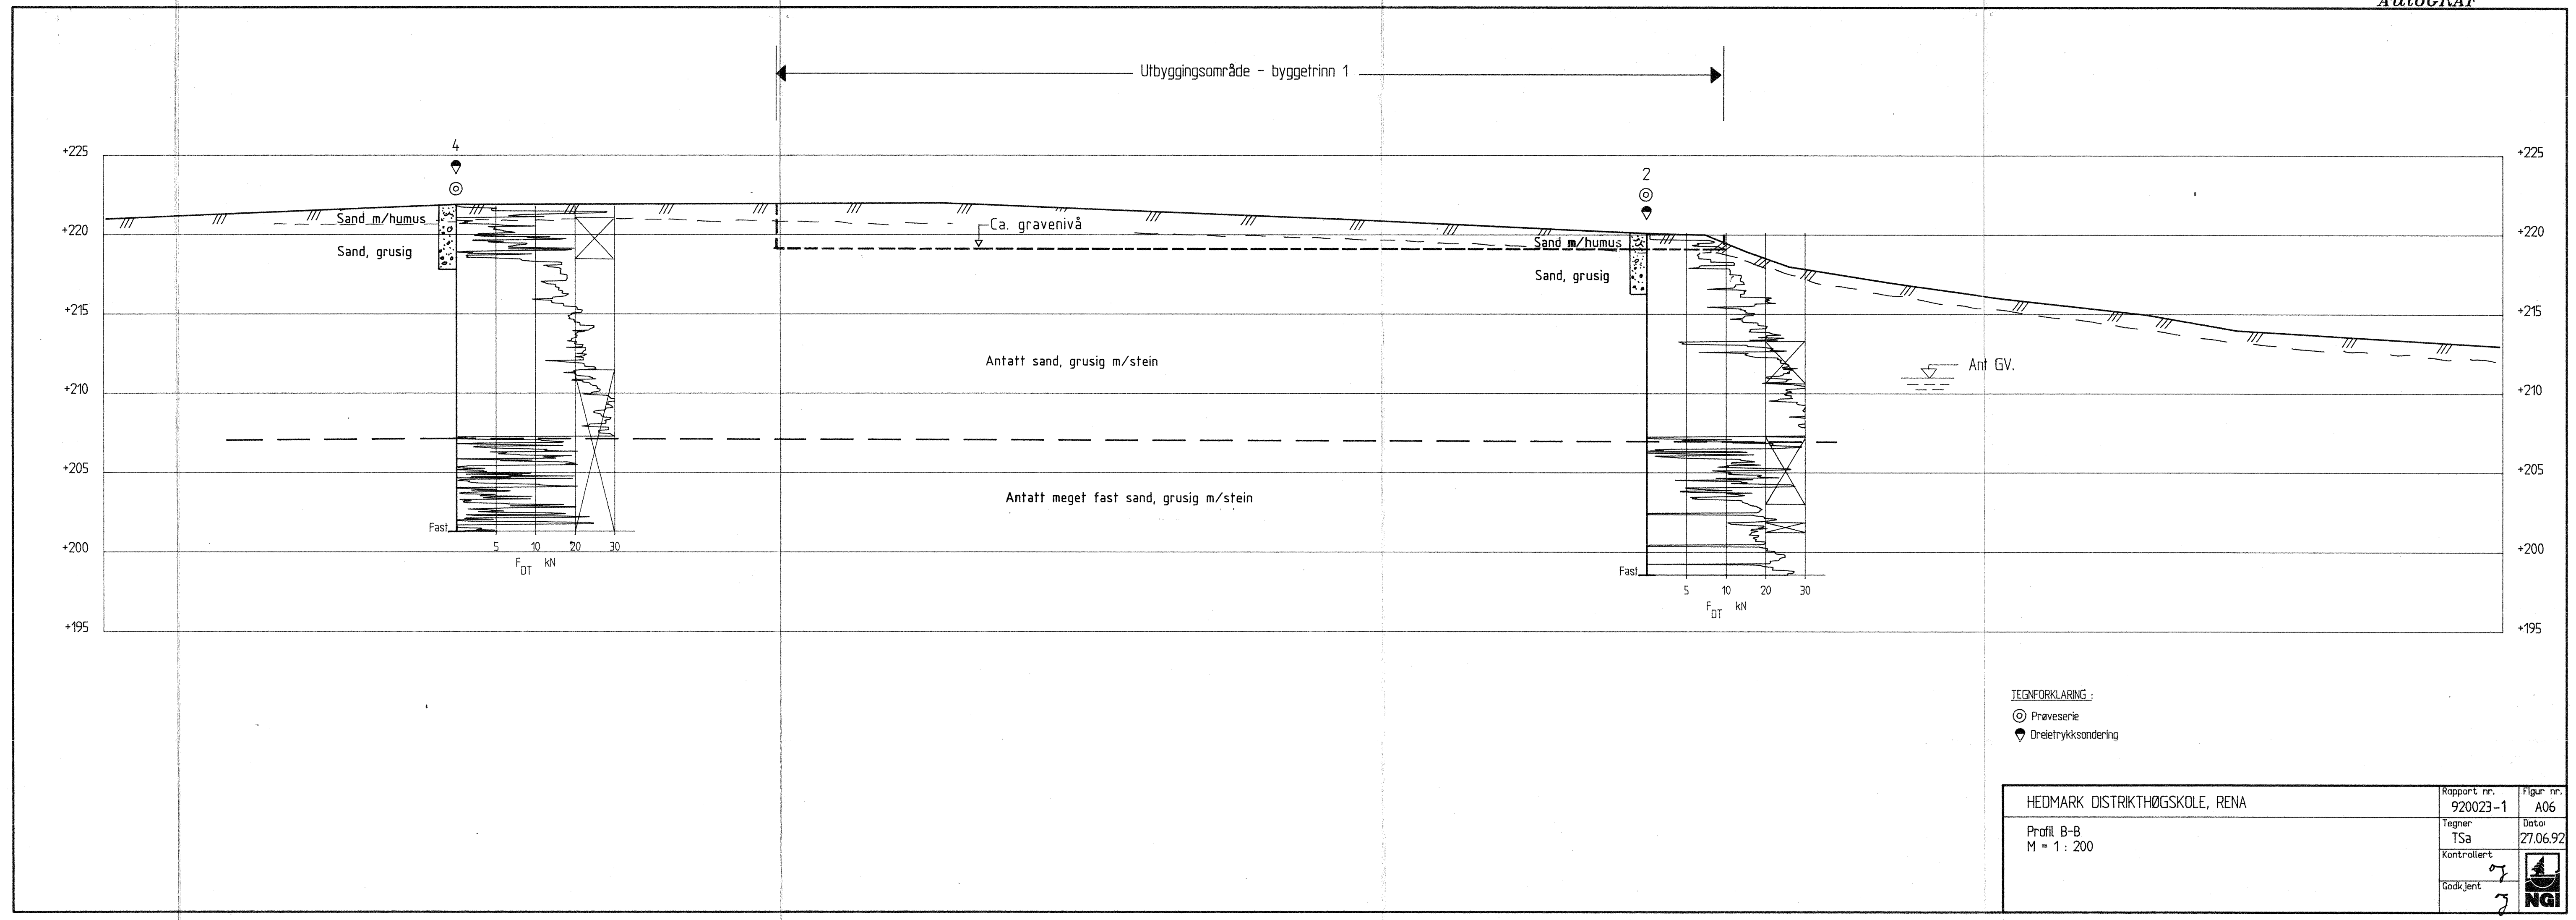 AutoGRAF
Utbyggingsområde - byggetrinn 1
4
+225
+225
2
Sand m/humus
Ca. gravenivå
+220
+220
Sand m/humus
Sand, grusig
Sand, grusig
+215
+215
Antatt sand, grusig m/stein
Ant GV.
+210
+210
+205
+205
Antatt meget fast sand, grusig m/stein
Fast
5 10 20 30
+200
+200
F_DT kN
Fast
5 10 20 30
F_DT kN
+195
+195
TEGNFORKLARING :
Prøveserie
Dreietrykksondering
HEDMARK DISTRIKTHØGSKOLE, RENA
Rapport nr.
920023-1
Figur nr.
A06
Profil B-B
M = 1 : 200
Tegner
TSa
Dato:
27.06.92
Kontrollert
Godkjent
NGI